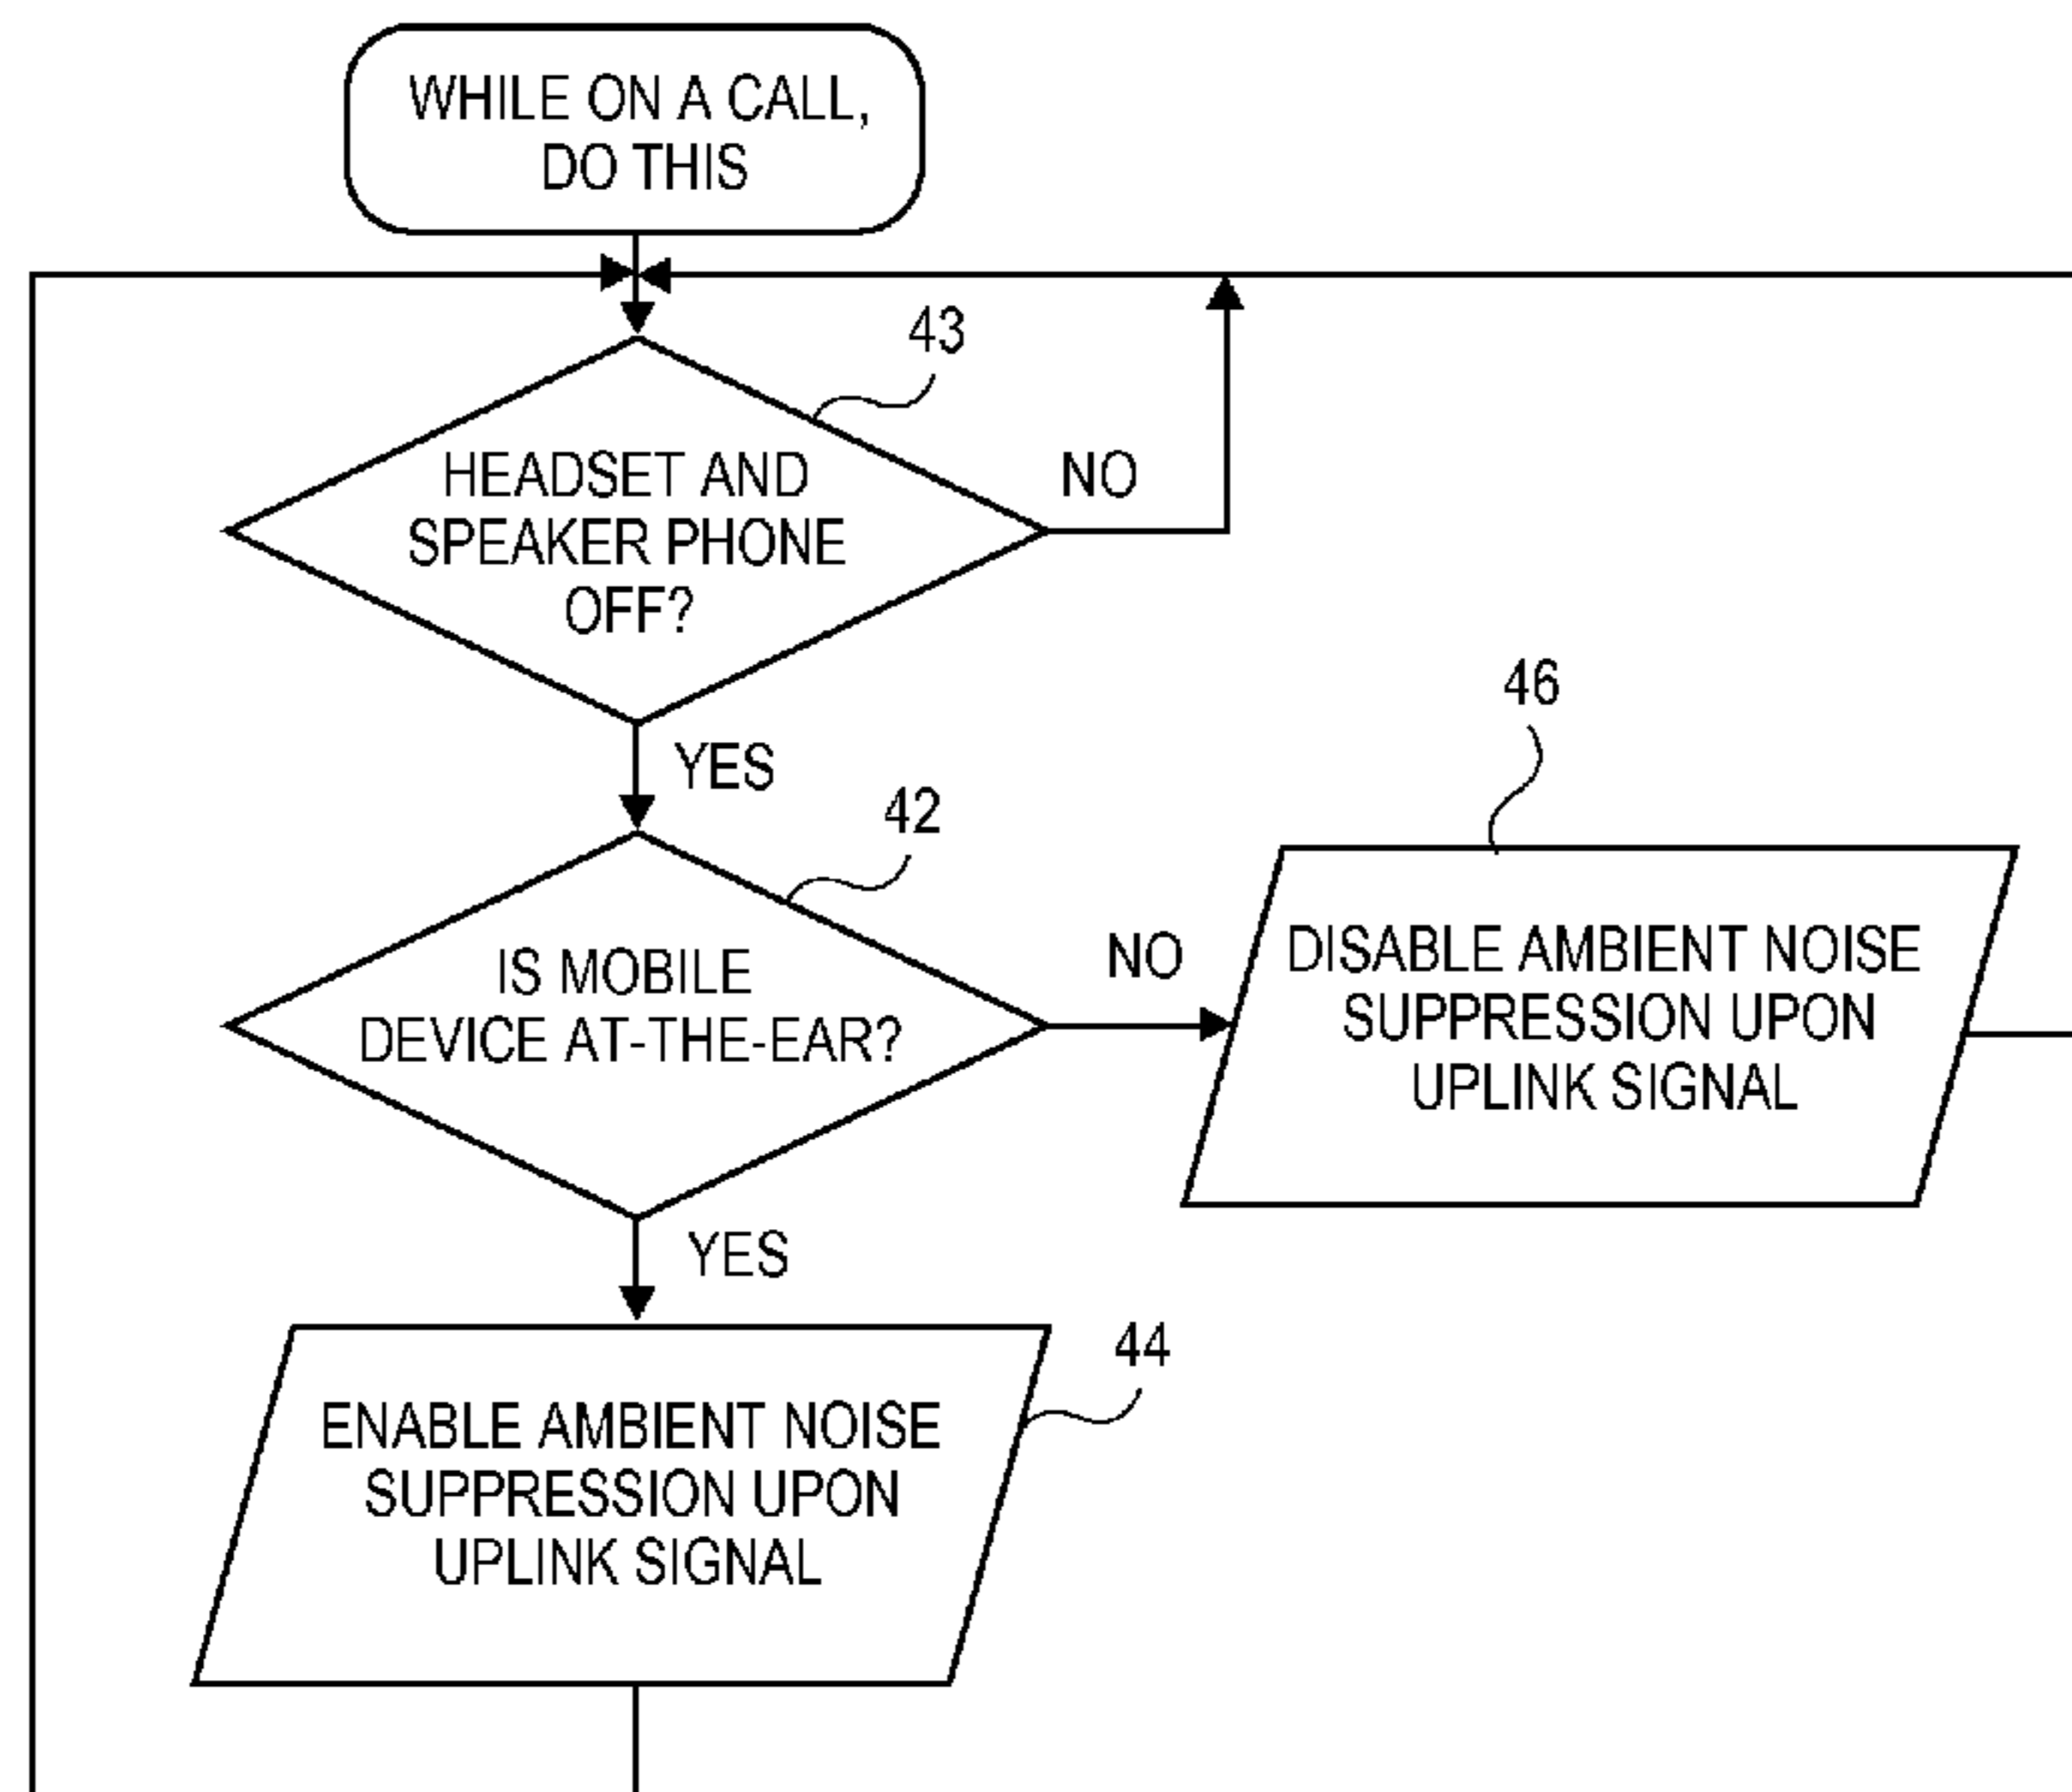 WHILE ON A CALL,
DO THIS
43
HEADSET AND
SPEAKER PHONE
OFF?
NO
YES
46
42
IS MOBILE
DEVICE AT-THE-EAR?
NO
DISABLE AMBIENT NOISE
SUPPRESSION UPON
UPLINK SIGNAL
YES
44
ENABLE AMBIENT NOISE
SUPPRESSION UPON
UPLINK SIGNAL